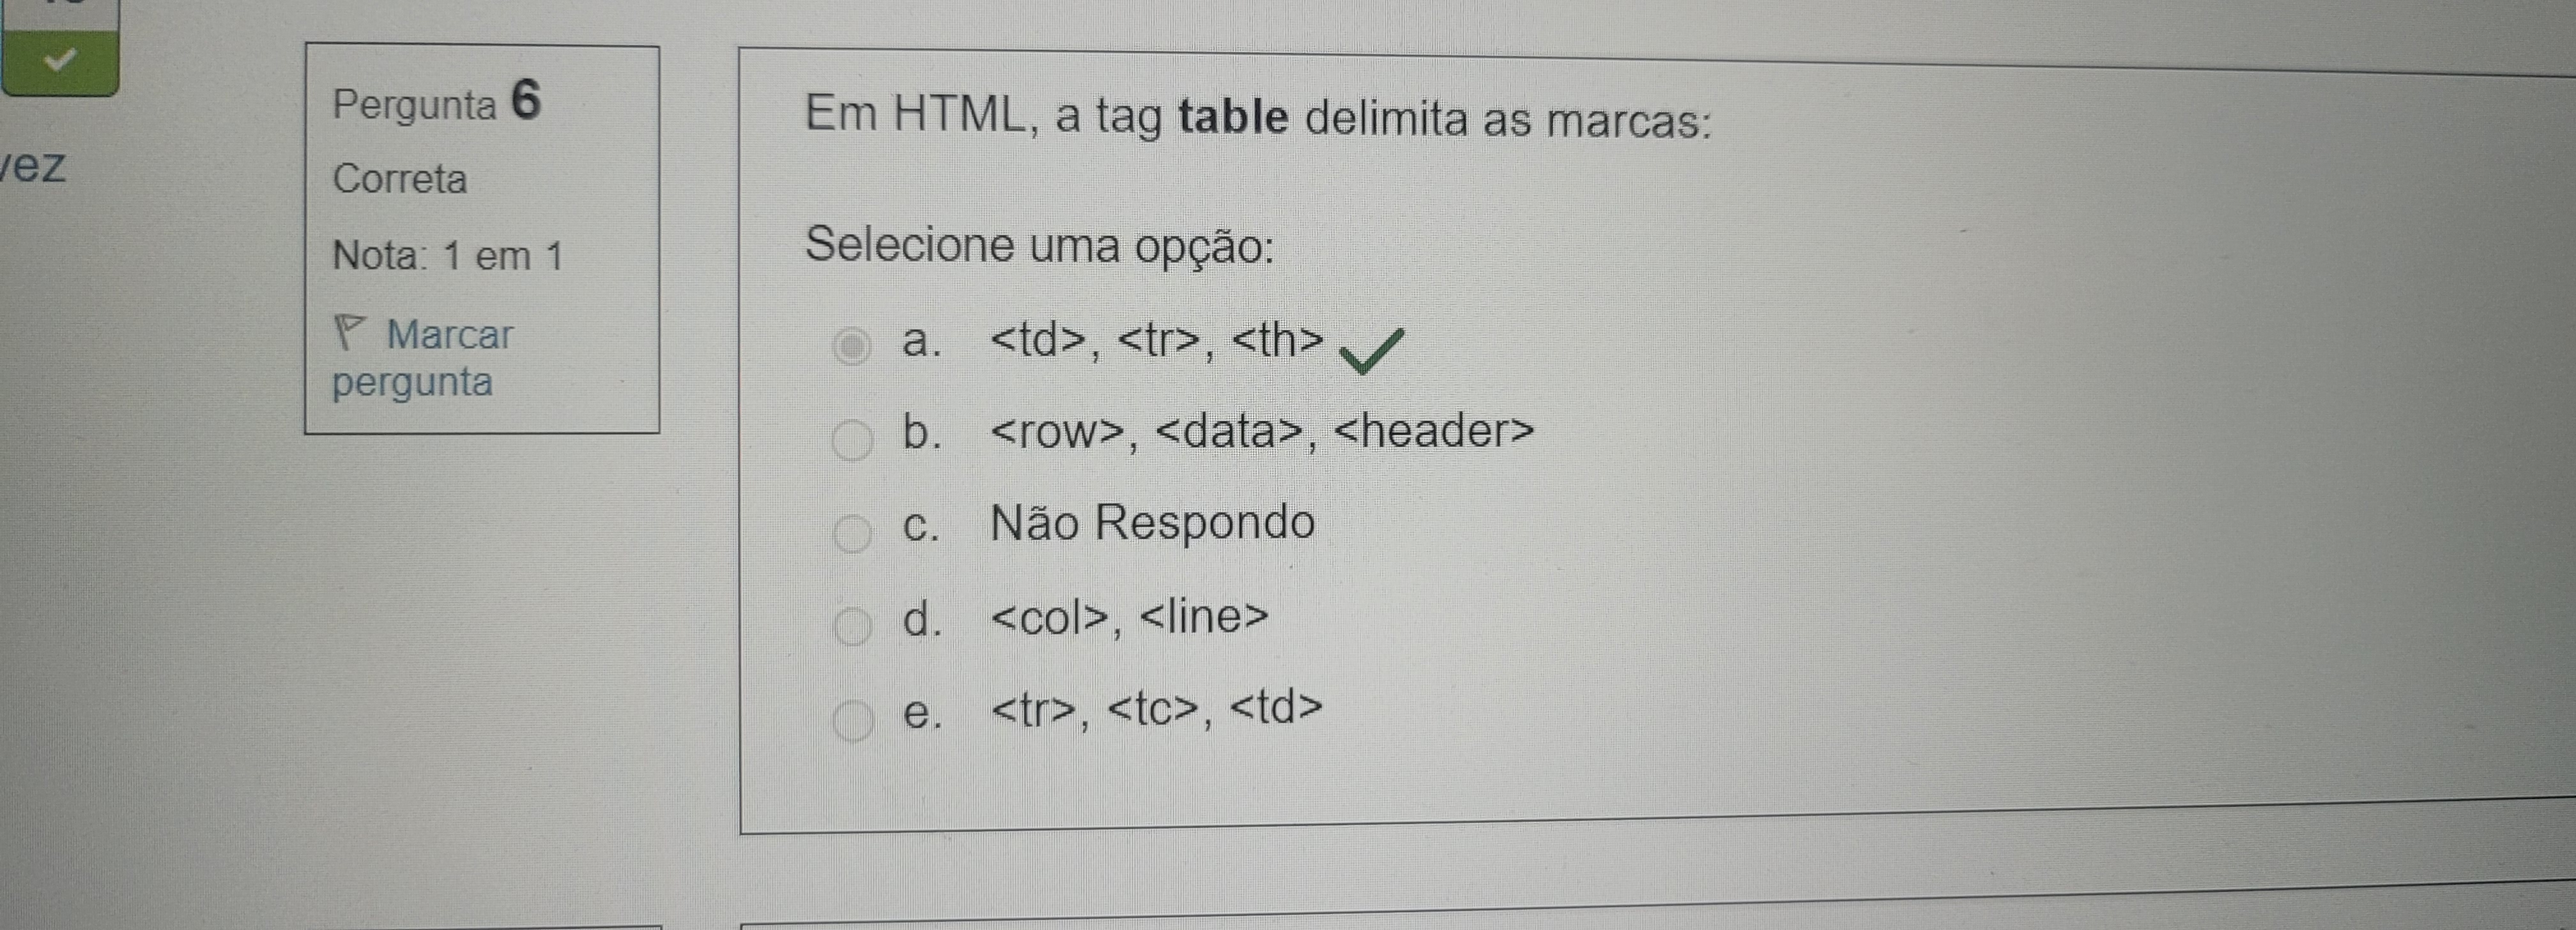 vez
Pergunta 6
Correta
Nota: 1 em 1
Marcar
pergunta
Em HTML, a tag table delimita as marcas:
Selecione uma opção:
a. <td>, <tr>, <th>
b. <row>, <data>, <header>
c. Não Respondo
d. <col>, <line>
e. <tr>, <tc>, <td>